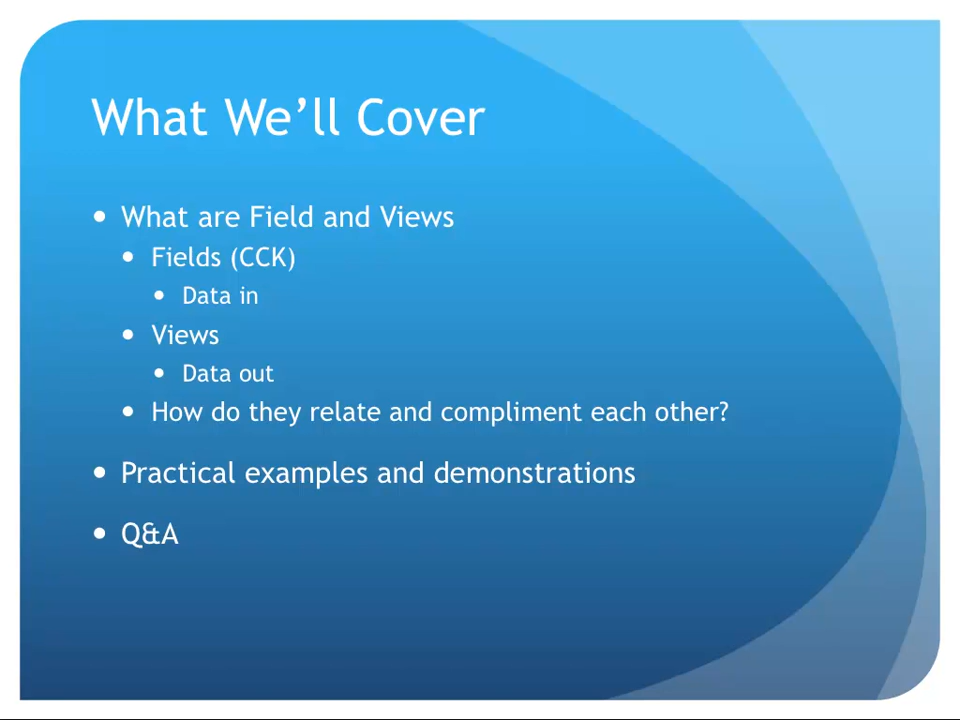 What We’ll Cover
• What are Field and Views
• Fields (CCK)
• Data in
• Views
• Data out
• How do they relate and compliment each other?
• Practical examples and demonstrations
• Q&A